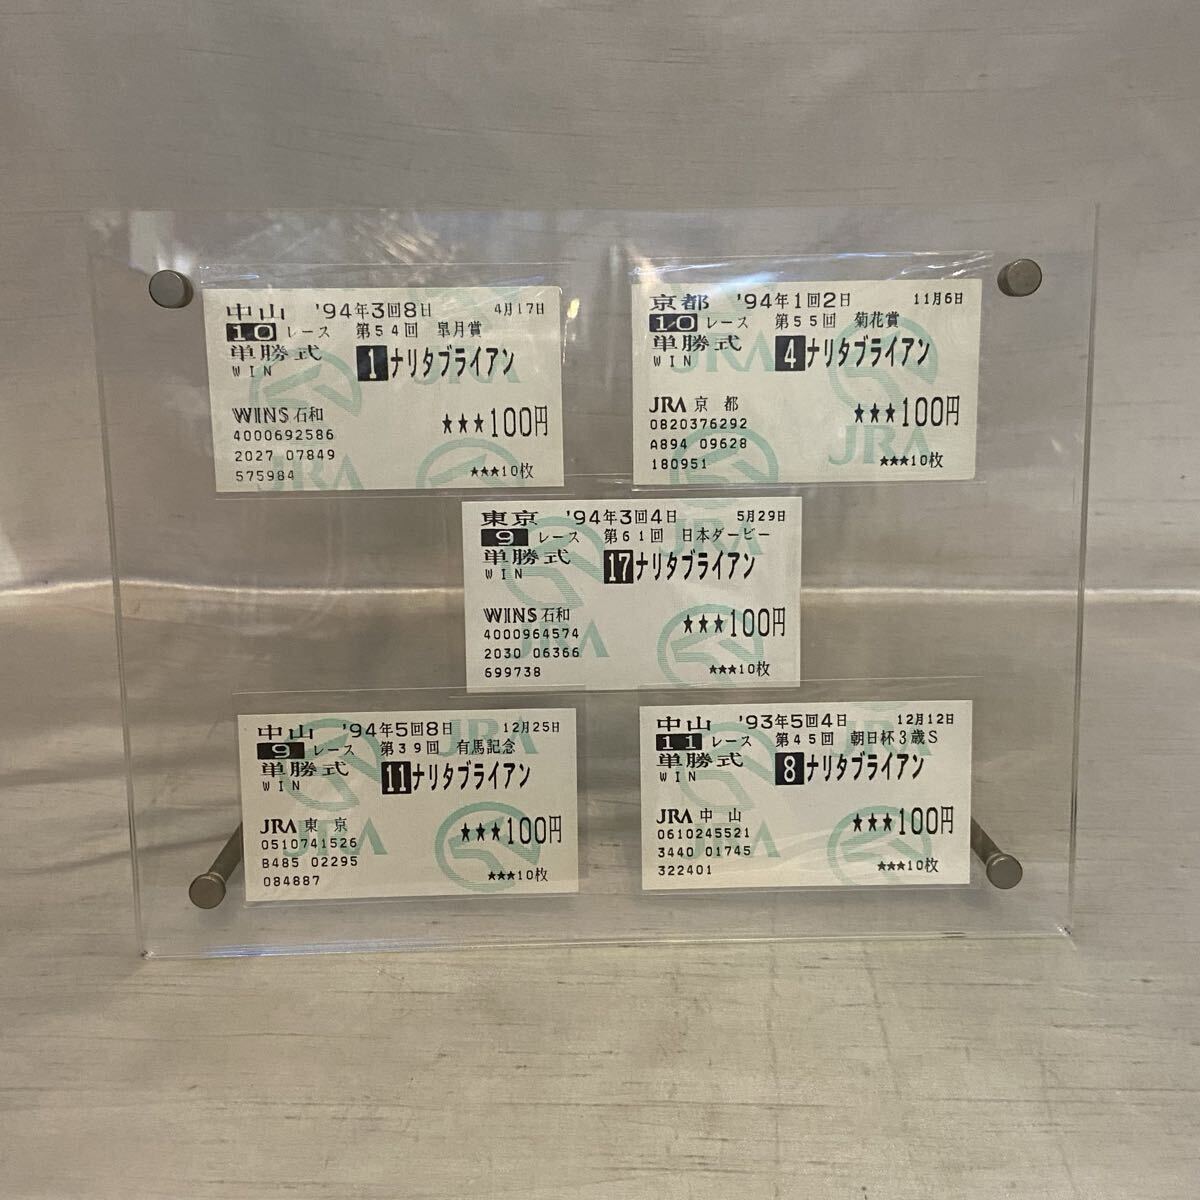 中山 '94年3回8日 4月17日
10 レース 第54回 皐月賞
単勝式 1 ナリタブライアン
WIN
WINS石和 ★★★100円
4000692586
2027 07849
575984 ★★★10枚
京都 '94年1回2日 11月6日
10 レース 第55回 菊花賞
単勝式 4 ナリタブライアン
WIN
JRA 京都 ★★★100円
0820376292
A894 09628
180951 ★★★10枚
東京 '94年3回4日 5月29日
9 レース 第61回 日本ダービー
単勝式 17 ナリタブライアン
WIN
WINS石和 ★★★100円
4000964574
2030 06366
699738 ★★★10枚
中山 '94年5回8日 12月25日
9 レース 第39回 有馬記念
単勝式 11 ナリタブライアン
WIN
JRA 東京 ★★★100円
0510741526
B485 02295
084887 ★★★10枚
中山 '93年5回4日 12月12日
11 レース 第45回 朝日杯3歳S
単勝式 8 ナリタブライアン
WIN
JRA 中山 ★★★100円
0610245521
3440 01745
322401 ★★★10枚